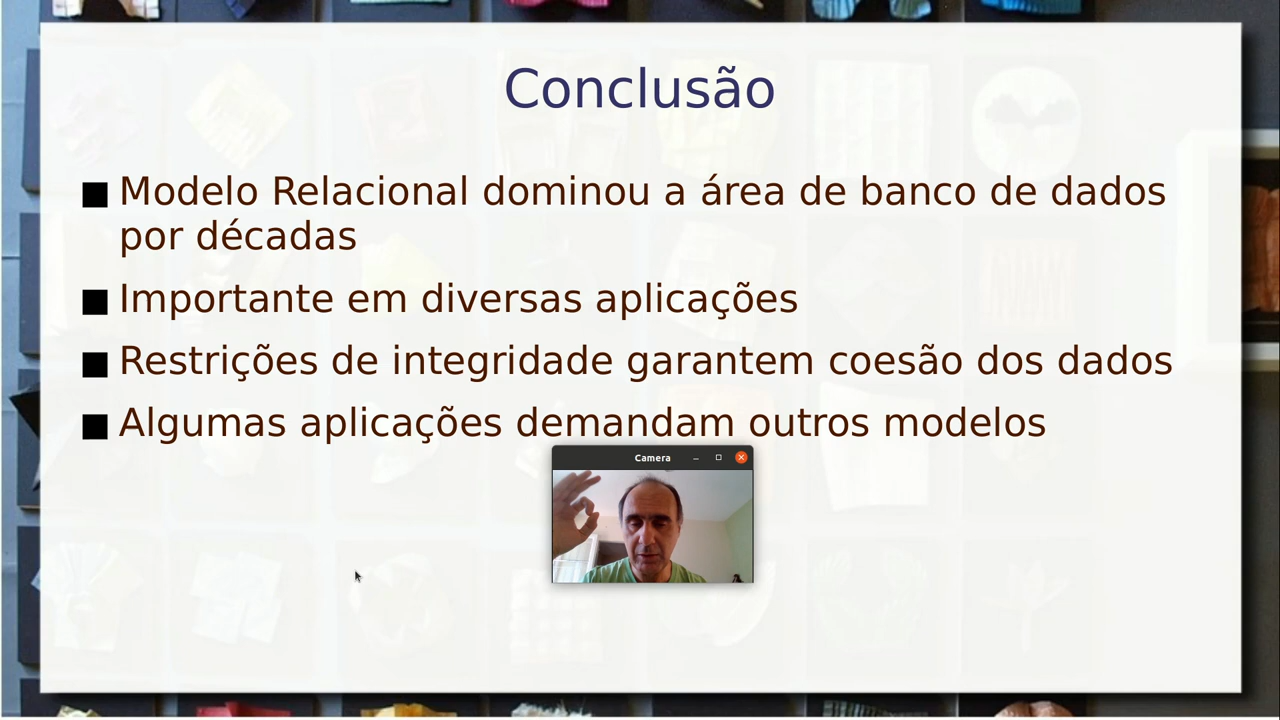 Conclusão
Modelo Relacional dominou a área de banco de dados
por décadas
Importante em diversas aplicações
Restrições de integridade garantem coesão dos dados
Algumas aplicações demandam outros modelos
Camera